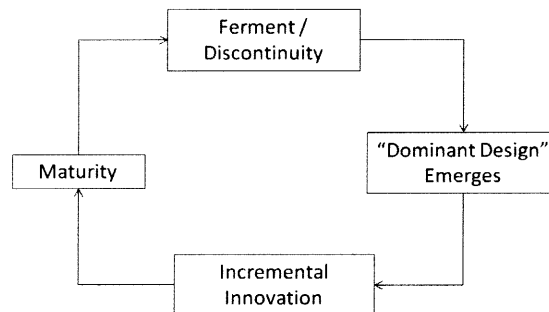 Ferment /
Discontinuity
"Dominant Design"
Emerges
Maturity
Incremental
Innovation